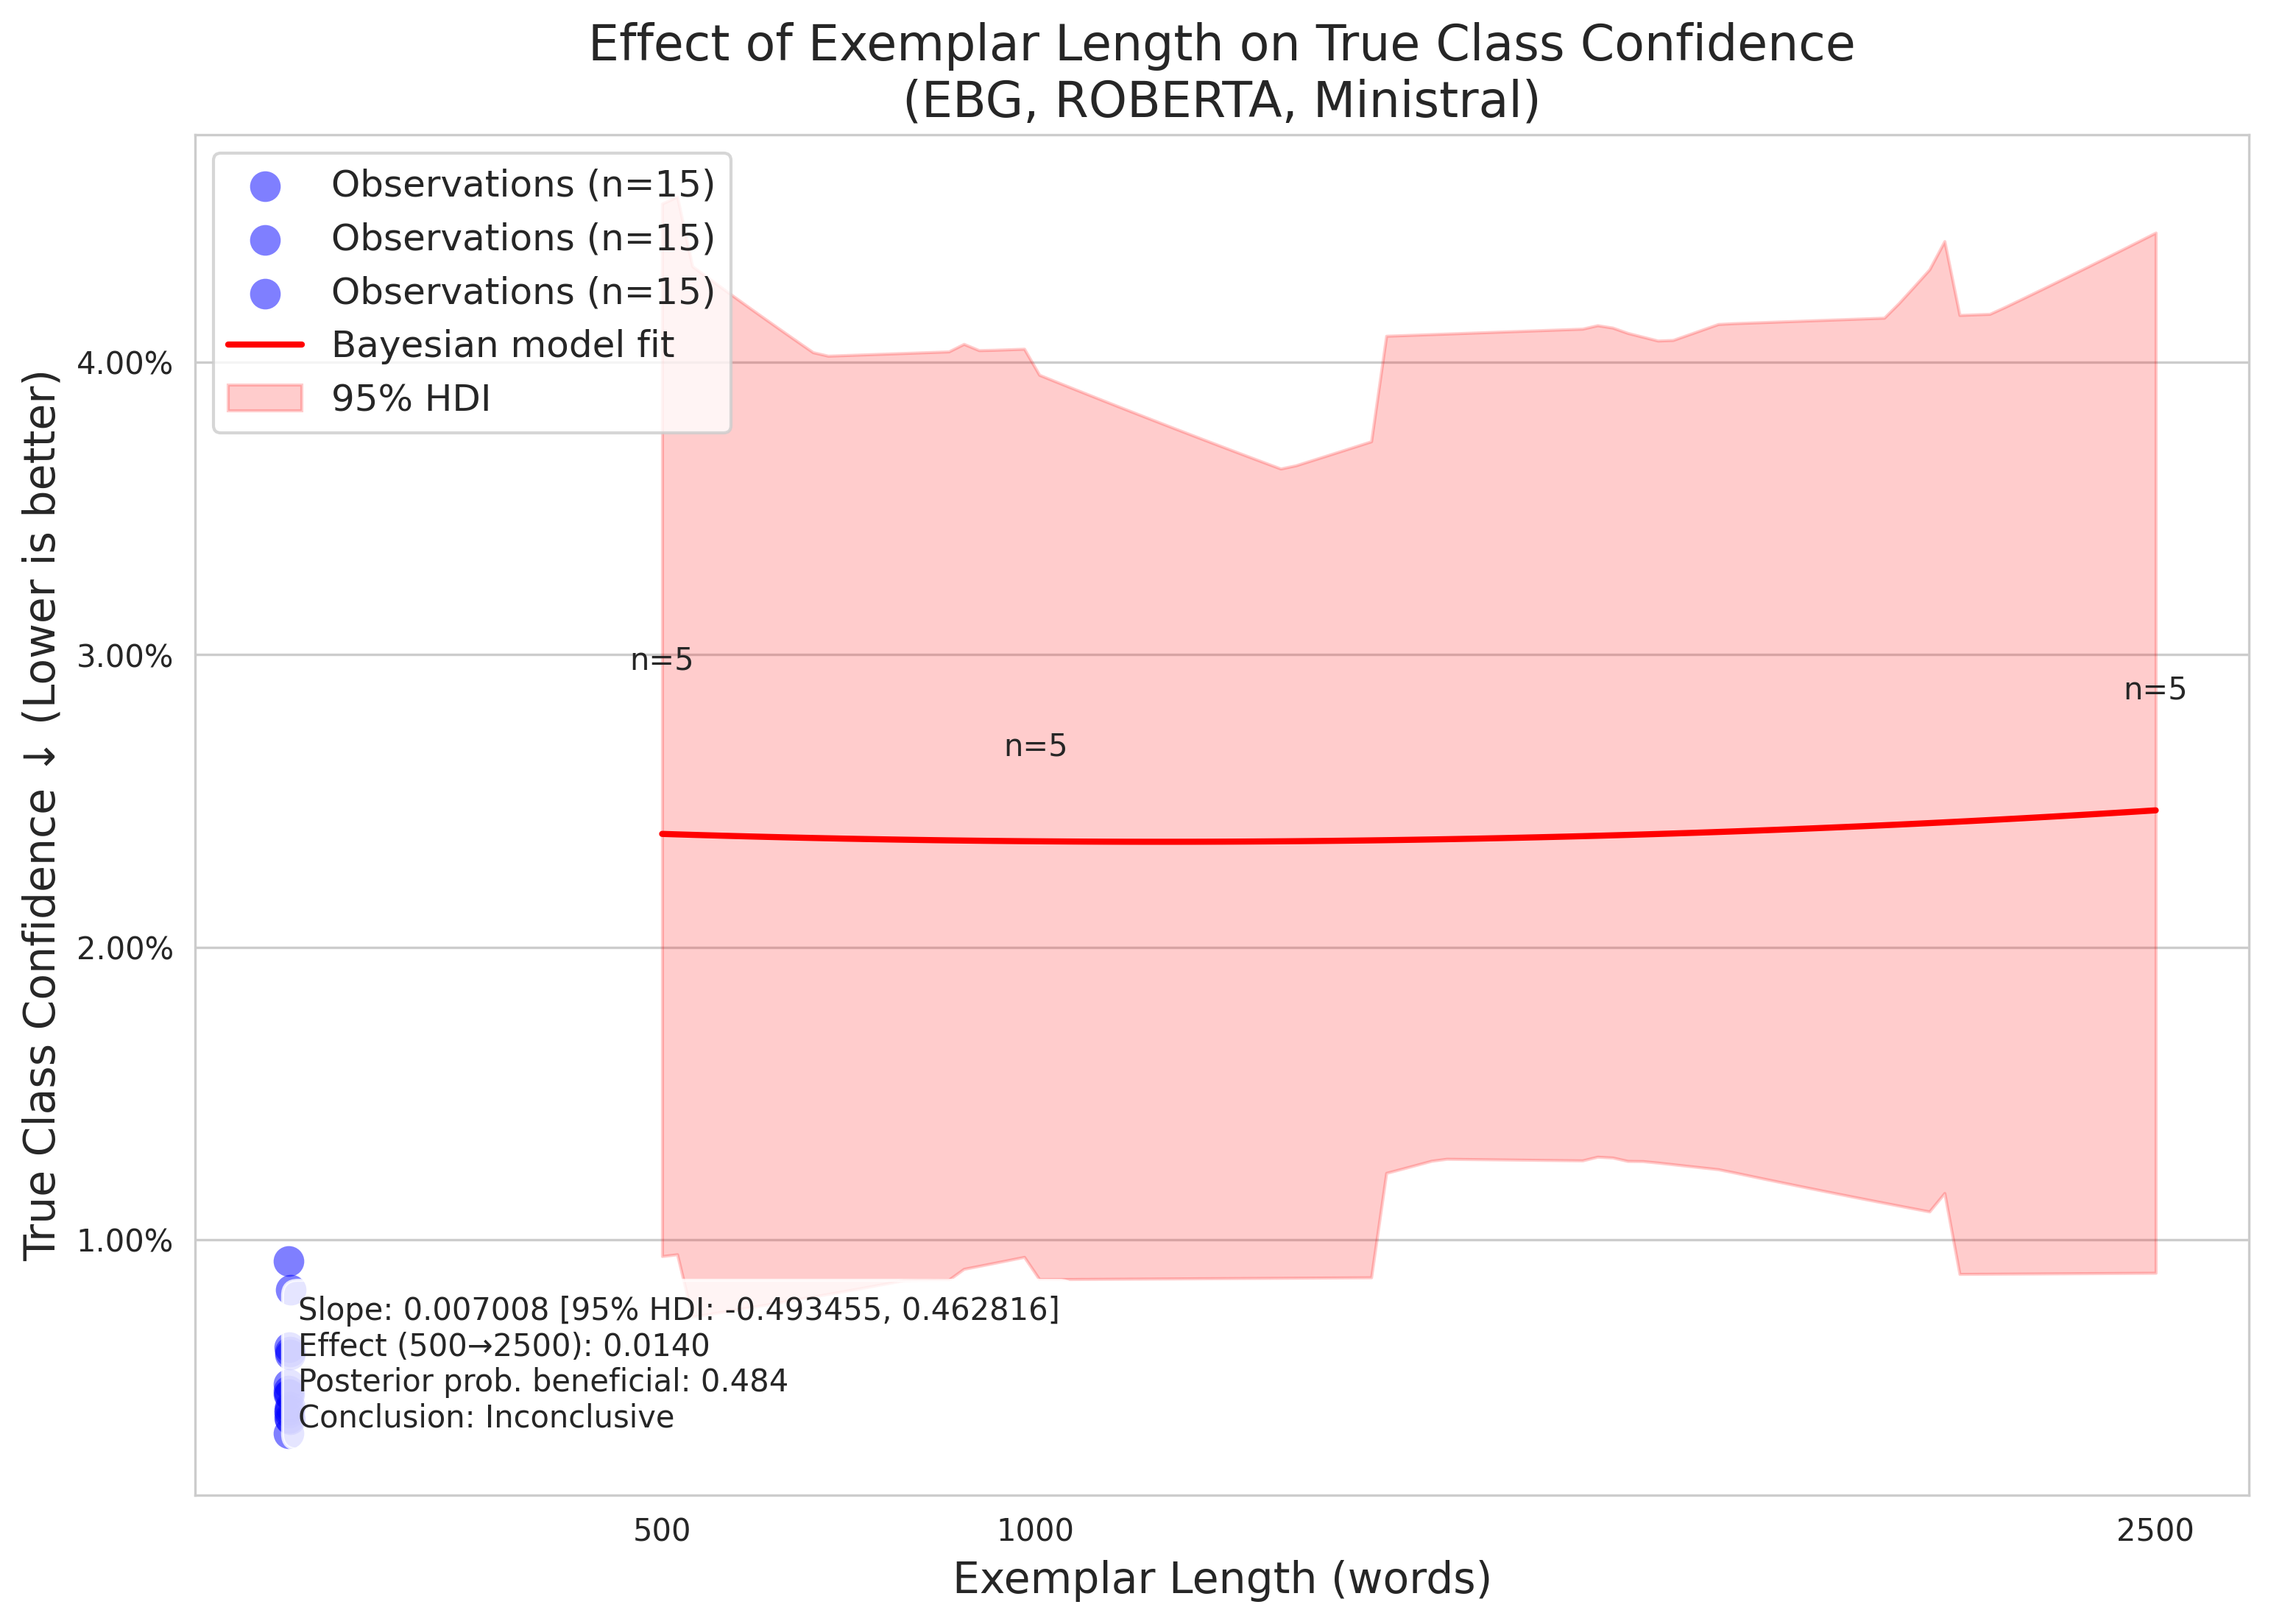 Effect of Exemplar Length on True Class Confidence
(EBG, ROBERTA, Ministral)
Observations (n=15)
Observations (n=15)
Observations (n=15)
Bayesian model fit
95% HDI
True Class Confidence ↓ (Lower is better)
4.00%
3.00%
2.00%
1.00%
n=5
n=5
n=5
Slope: 0.007008 [95% HDI: -0.493455, 0.462816]
Effect (500→2500): 0.0140
Posterior prob. beneficial: 0.484
Conclusion: Inconclusive
500
1000
2500
Exemplar Length (words)